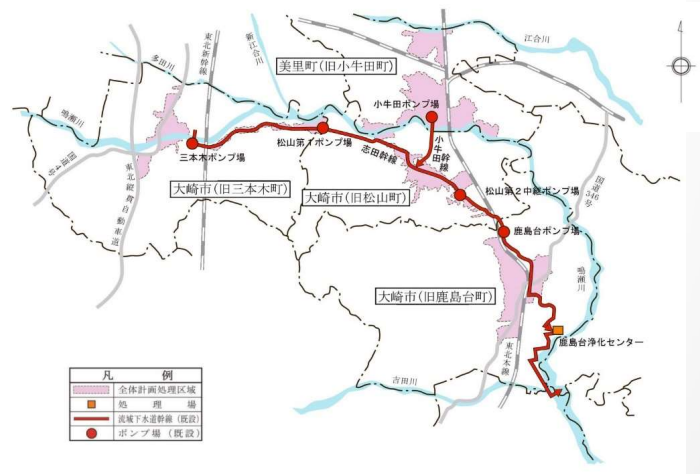 江合川
多田川
東北新幹線
新江合川
美里町(旧小牛田町)
小牛田ポンプ場
鳴瀬川
三本木ポンプ場
松山第1ポンプ場
志田幹線
小牛田幹線
国道4号
東北縦貫自動車道
大崎市(旧三本木町)
大崎市(旧松山町)
松山第2中継ポンプ場
国道346号
鹿島台ポンプ場
鳴瀬川
大崎市(旧鹿島台町)
鹿島台浄化センター
東北本線
吉田川
凡 例
全体計画処理区域
処 理 場
流域下水道幹線(既設)
ポンプ場(既設)